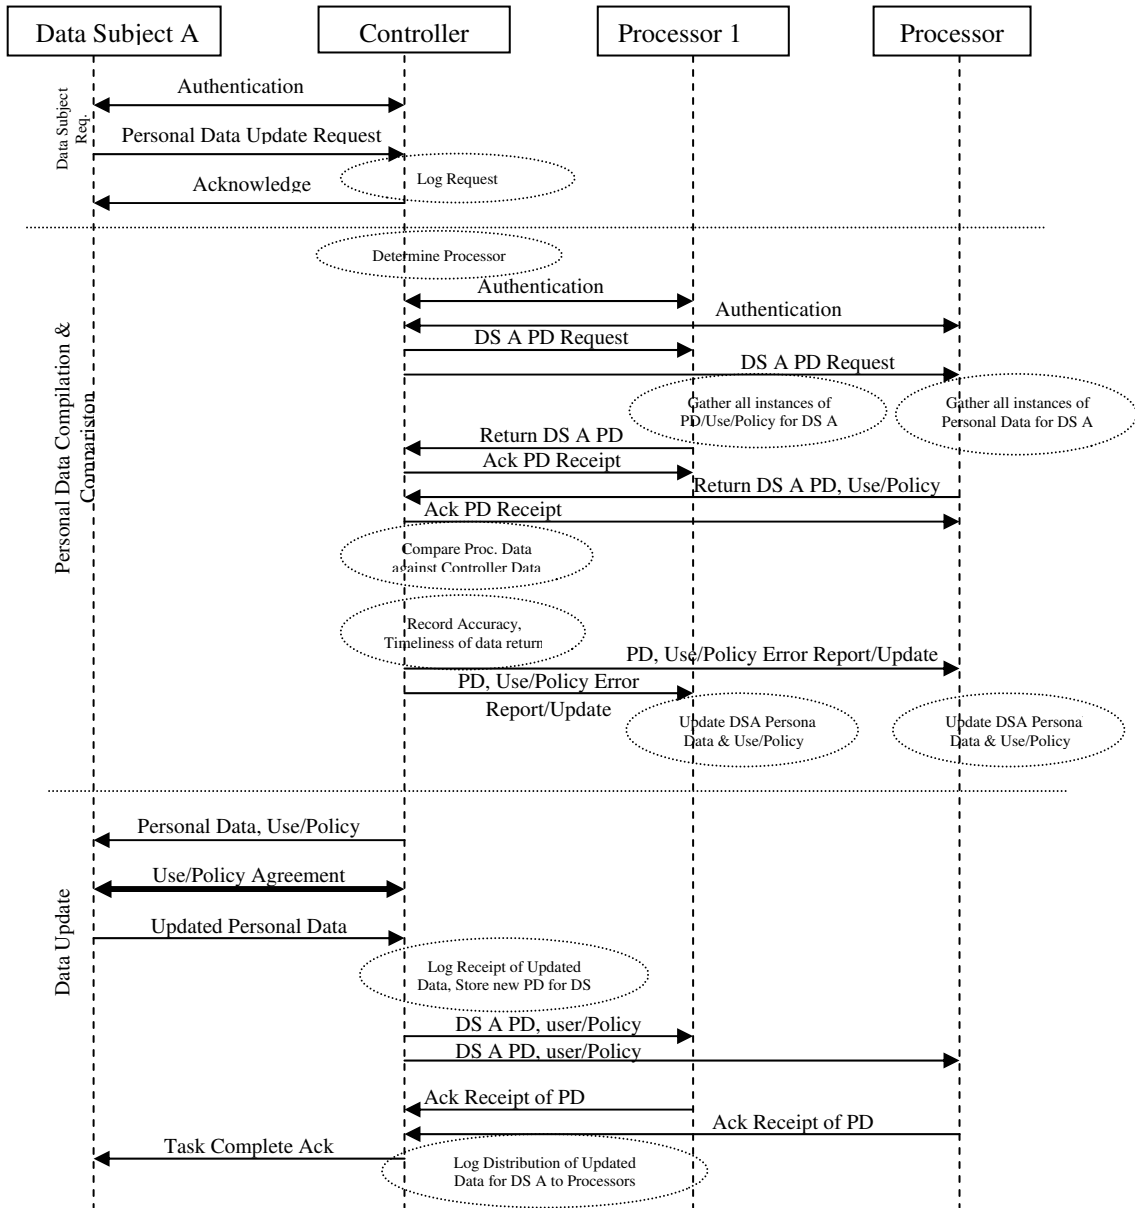 Data Subject A
Controller
Processor 1
Processor
Data Subject
Req.
Authentication
Personal Data Update Request
Log Request
Acknowledge
Determine Processor
Personal Data Compilation &
Comparistion
Authentication
Authentication
DS A PD Request
DS A PD Request
Gather all instances of
PD/Use/Policy for DS A
Gather all instances of
Personal Data for DS A
Return DS A PD
Ack PD Receipt
Return DS A PD, Use/Policy
Ack PD Receipt
Compare Proc. Data
against Controller Data
Record Accuracy,
Timeliness of data return
PD, Use/Policy Error Report/Update
PD, Use/Policy Error
Report/Update
Update DSA Persona
Data & Use/Policy
Update DSA Persona
Data & Use/Policy
Data Update
Personal Data, Use/Policy
Use/Policy Agreement
Updated Personal Data
Log Receipt of Updated
Data, Store new PD for DS
DS A PD, user/Policy
DS A PD, user/Policy
Ack Receipt of PD
Ack Receipt of PD
Task Complete Ack
Log Distribution of Updated
Data for DS A to Processors